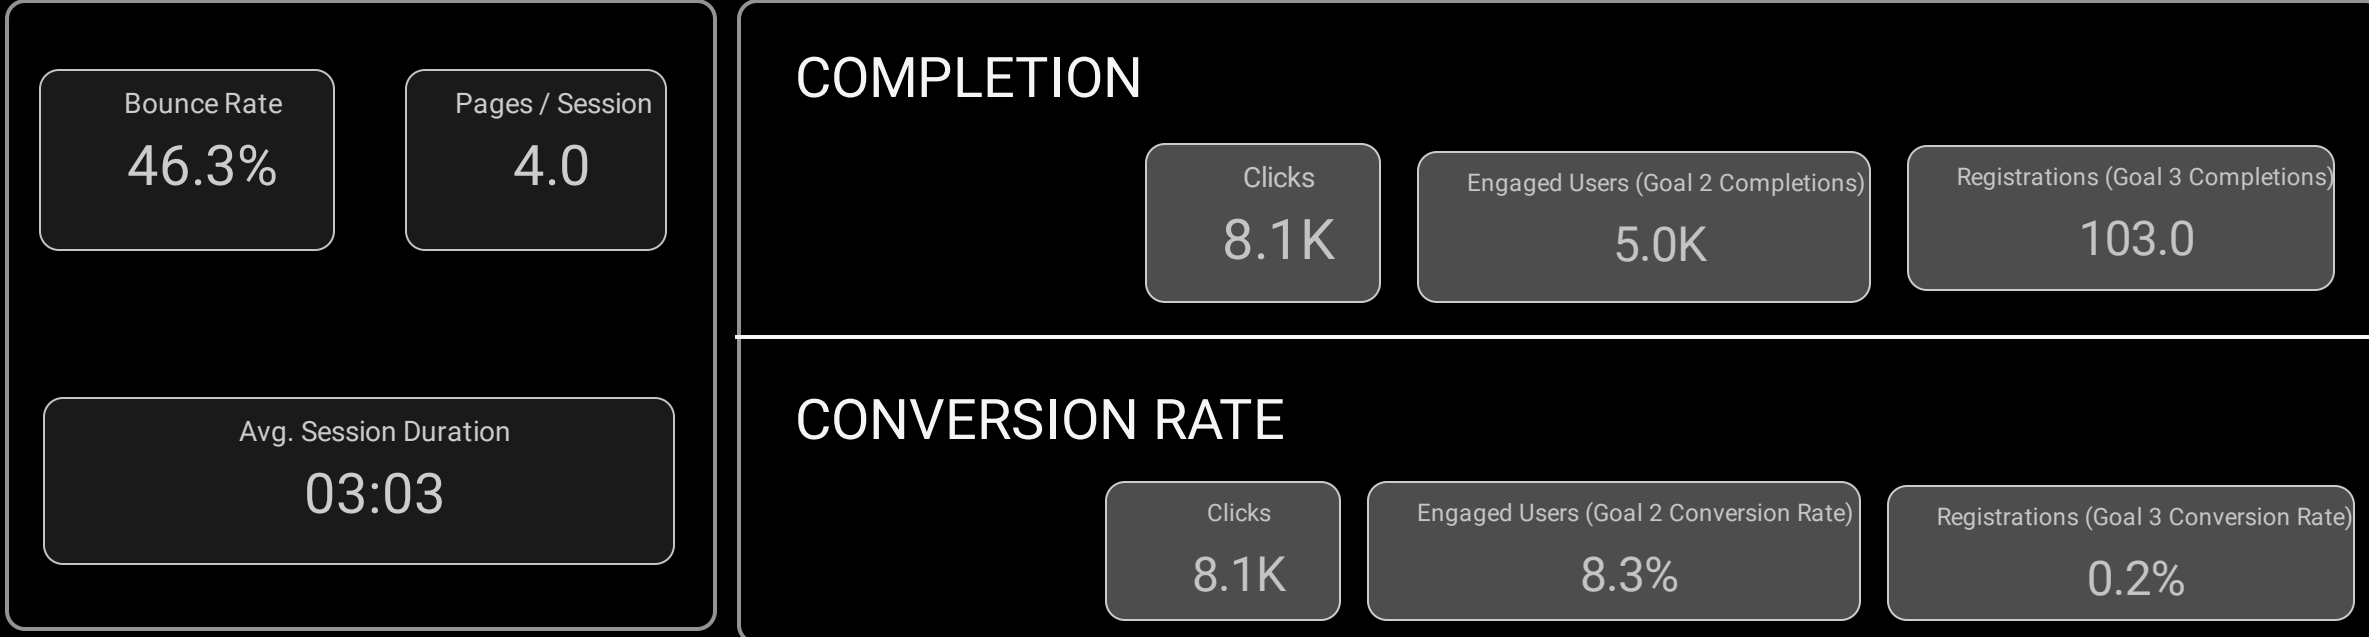 Bounce Rate
46.3%
Pages / Session
4.0
Avg. Session Duration
03:03
COMPLETION
Clicks
8.1K
Engaged Users (Goal 2 Completions)
5.0K
Registrations (Goal 3 Completions)
103.0
CONVERSION RATE
Clicks
8.1K
Engaged Users (Goal 2 Conversion Rate)
8.3%
Registrations (Goal 3 Conversion Rate)
0.2%